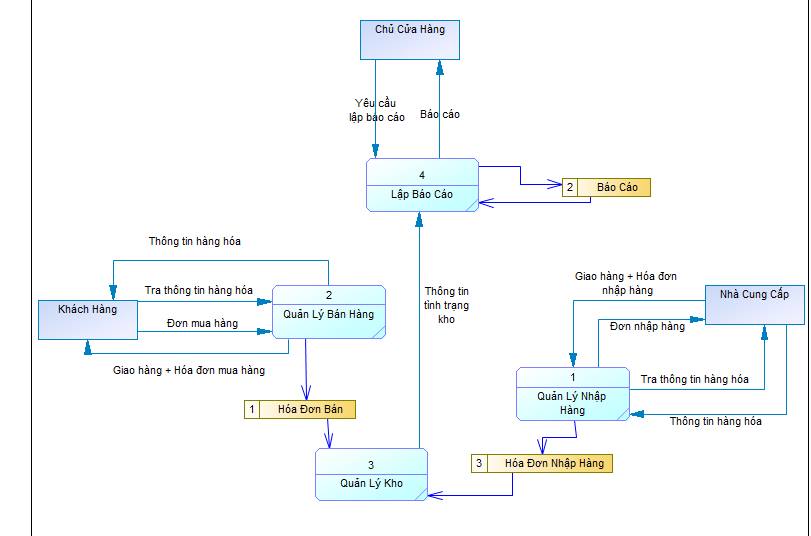 Chủ Cửa Hàng
Yêu cầu
lập báo cáo
Báo cáo
4
Lập Báo Cáo
2
Báo Cáo
Thông tin hàng hóa
Tra thông tin hàng hóa
Khách Hàng
Đơn mua hàng
Giao hàng + Hóa đơn mua hàng
2
Quản Lý Bán Hàng
Thông tin
tình trạng
kho
Giao hàng + Hóa đơn
nhập hàng
Nhà Cung Cấp
Đơn nhập hàng
1
Quản Lý Nhập
Hàng
Tra thông tin hàng hóa
Thông tin hàng hóa
1
Hóa Đơn Bán
3
Quản Lý Kho
3
Hóa Đơn Nhập Hàng